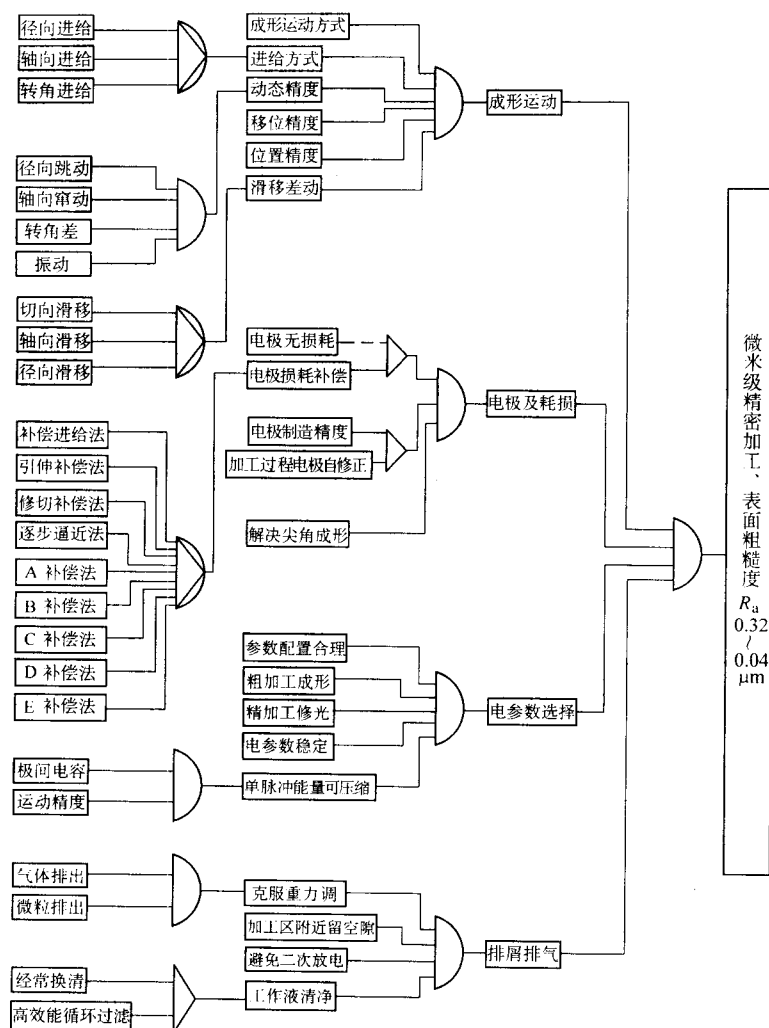 径向进给
轴向进给
转角进给
径向跳动
轴向窜动
转角差
振动
切向滑移
轴向滑移
径向滑移
补偿进给法
引伸补偿法
修切补偿法
逐步逼近法
A 补偿法
B 补偿法
C 补偿法
D 补偿法
E 补偿法
极间电容
运动精度
气体排出
微粒排出
经常换清
高效能循环过滤
成形运动方式
进给方式
动态精度
移位精度
位置精度
滑移差动
电极无损耗
电极损耗补偿
电极制造精度
加工过程电极自修正
解决尖角成形
参数配置合理
粗加工成形
精加工修光
电参数稳定
单脉冲能量可压缩
克服重力调
加工区附近留空隙
避免二次放电
工作液清净
成形运动
电极及耗损
电参数选择
排屑排气
微米级精密加工、表面粗糙度
Ra
0.32
~
0.04
μm